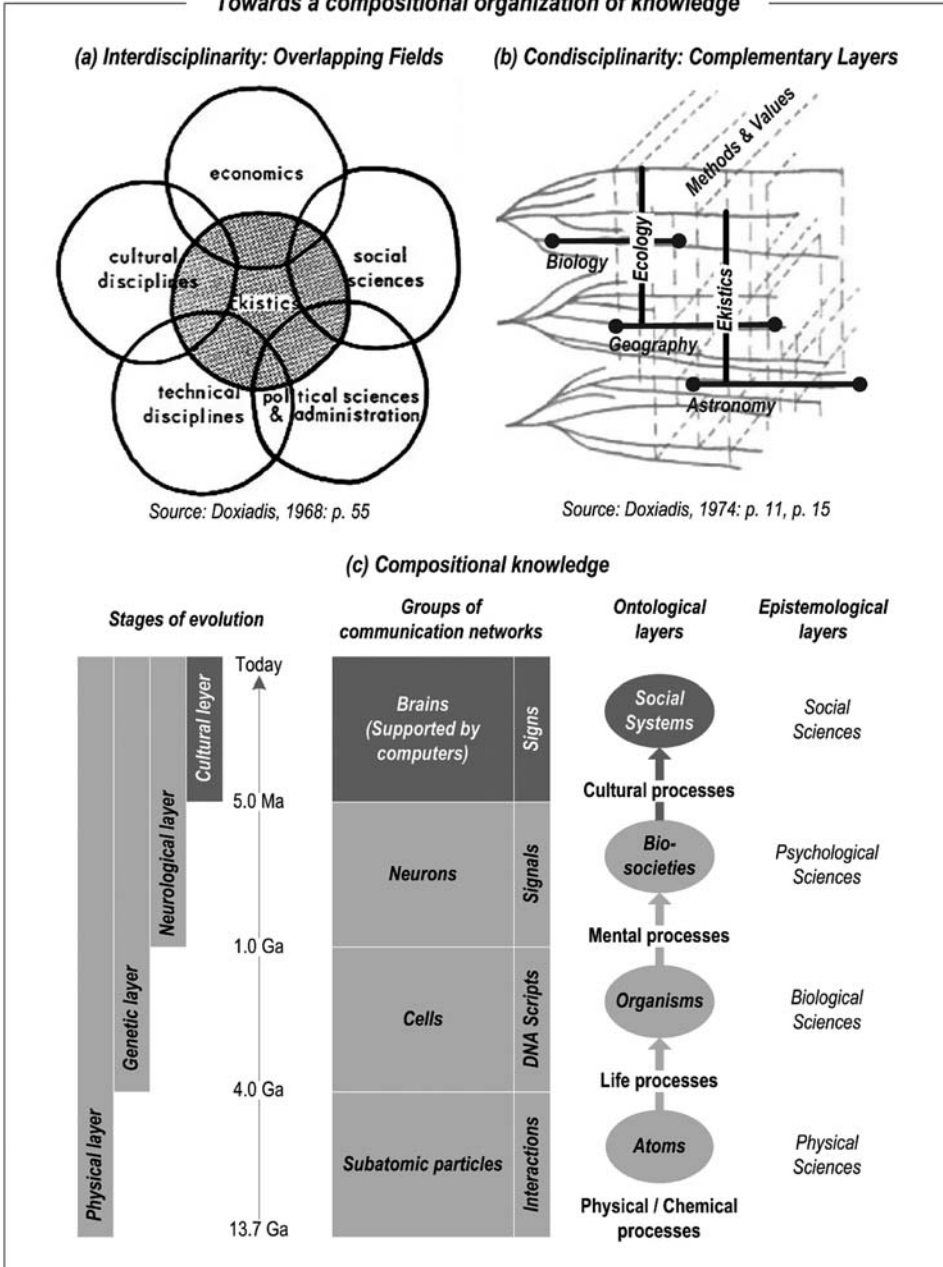 Towards a compositional organization of knowledge
(a) Interdisciplinarity: Overlapping Fields
economics
cultural
disciplines
social
sciences
Ekistics
technical
disciplines
political sciences
& administration
Source: Doxiadis, 1968: p. 55
(b) Condisciplinarity: Complementary Layers
Methods & Values
Biology
Ecology
Ekistics
Geography
Astronomy
Source: Doxiadis, 1974: p. 11, p. 15
(c) Compositional knowledge
Stages of evolution
Physical layer
Genetic layer
Neurological layer
Cultural leyer
Today
5.0 Ma
1.0 Ga
4.0 Ga
13.7 Ga
Groups of
communication networks
Brains
(Supported by
computers)
Signs
Neurons
Signals
Cells
DNA Scripts
Subatomic particles
Interactions
Ontological
layers
Social
Systems
Cultural processes
Bio-
societies
Mental processes
Organisms
Life processes
Atoms
Physical / Chemical
processes
Epistemological
layers
Social
Sciences
Psychological
Sciences
Biological
Sciences
Physical
Sciences